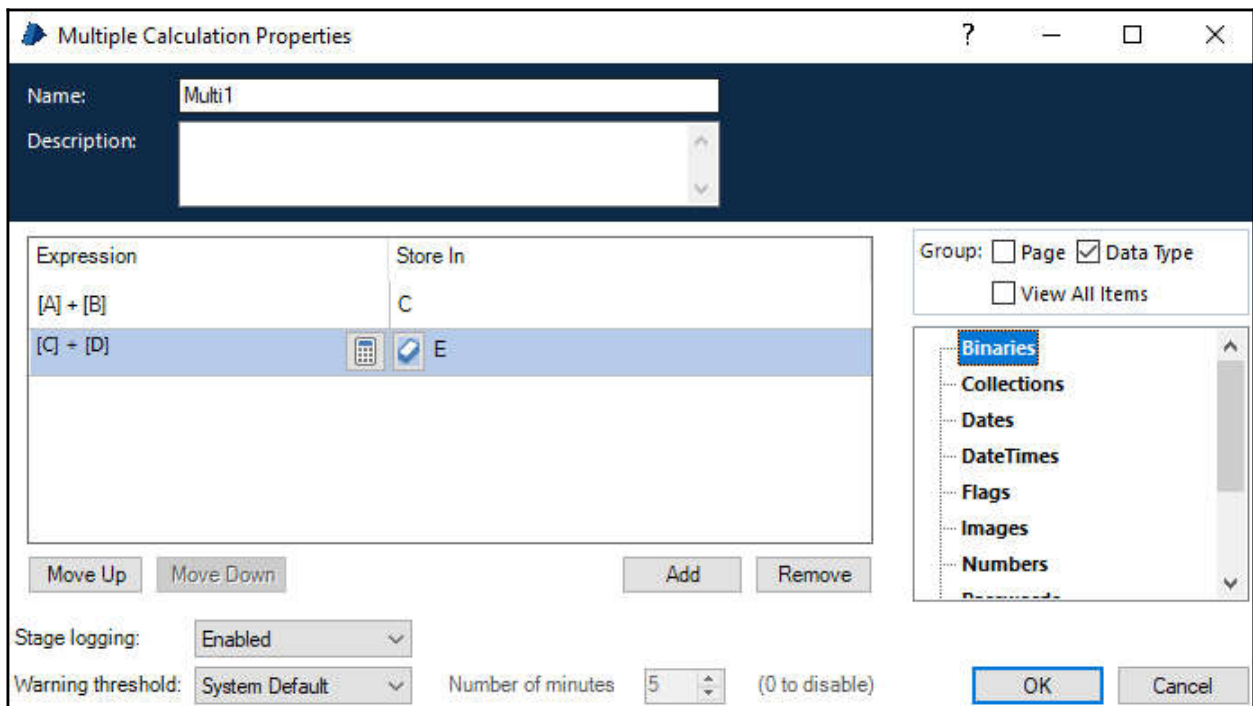 Multiple Calculation Properties ?
Name: Multi1
Description:
Expression Store In
[A] + [B] C
[C] + [D] E
Move Up Move Down Add Remove
Group: Page Data Type
View All Items
Binaries
Collections
Dates
DateTimes
Flags
Images
Numbers
Stage logging: Enabled
Warning threshold: System Default Number of minutes 5 (0 to disable)
OK Cancel